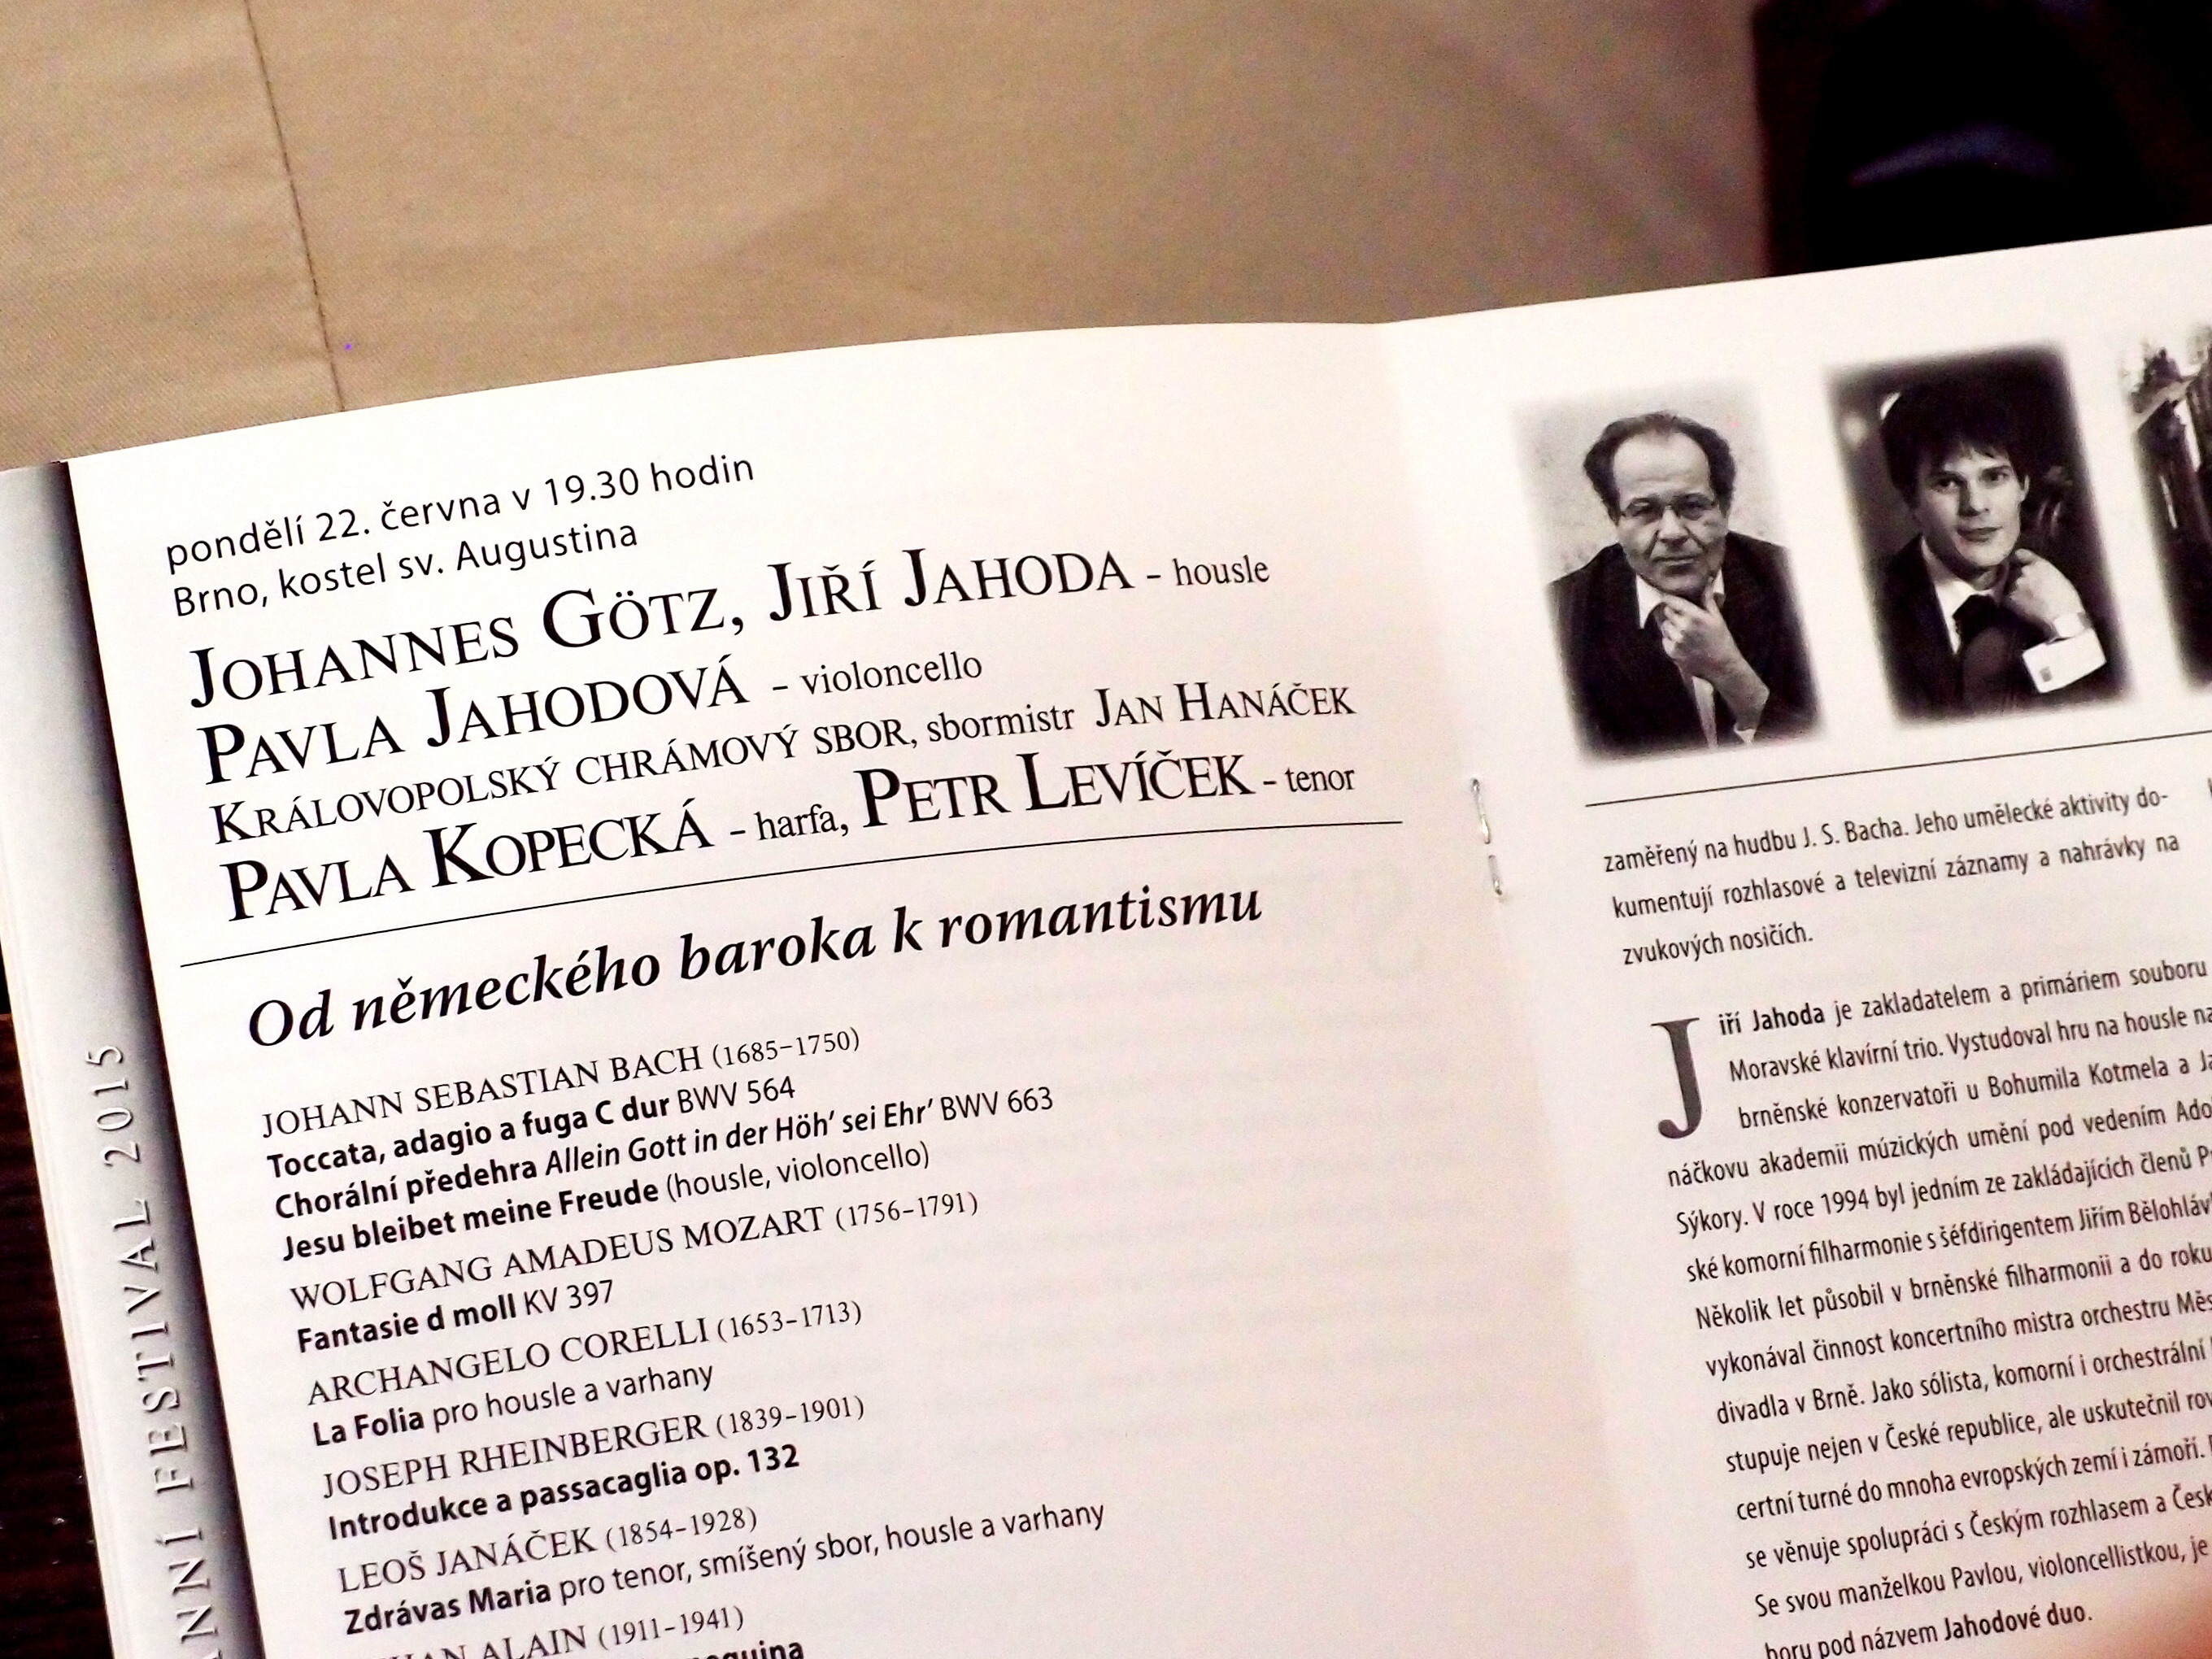 pondělí 22. června v 19.30 hodin
Brno, kostel sv. Augustina
JOHANNES GÖTZ, JIŘÍ JAHODA – housle
PAVLA JAHODOVÁ – violoncello
KRÁLOVOPOLSKÝ CHRÁMOVÝ SBOR, sbormistr JAN HANÁČEK
PAVLA KOPECKÁ – harfa, PETR LEVÍČEK – tenor
Od německého baroka k romantismu
JOHANN SEBASTIAN BACH (1685–1750)
Toccata, adagio a fuga C dur BWV 564
Chorální předehra Allein Gott in der Höh’ sei Ehr’ BWV 663
Jesu bleibet meine Freude (housle, violoncello)
WOLFGANG AMADEUS MOZART (1756–1791)
Fantasie d moll KV 397
ARCHANGELO CORELLI (1653–1713)
La Folia pro housle a varhany
JOSEPH RHEINBERGER (1839–1901)
Introdukce a passacaglia op. 132
LEOŠ JANÁČEK (1854–1928)
Zdrávas Maria pro tenor, smíšený sbor, housle a varhany
ALAIN (1911–1941)
FESTIVAL 2015
zaměřený na hudbu J. S. Bacha. Jeho umělecké aktivity do-
kumentují rozhlasové a televizní záznamy a nahrávky na
zvukových nosičích.
Jiří Jahoda je zakladatelem a primáriem souboru
Moravské klavírní trio. Vystudoval hru na housle na
brněnské konzervatoři u Bohumila Kotmela a
náčkovu akademii múzických umění pod vedením
Sýkory. V roce 1994 byl jedním ze zakládajících členů
ské komorní filharmonie s šéfdirigentem Jiřím
Několik let působil v brněnské filharmonii a do roku
vykonával činnost koncertního mistra orchestru
divadla v Brně. Jako sólista, komorní i orchestrální
stupuje nejen v České republice, ale uskutečnil
certní turné do mnoha evropských zemí i zámoří.
se věnuje spolupráci s Českým rozhlasem a
Se svou manželkou Pavlou, violoncellistkou, je
boru pod názvem Jahodové duo.